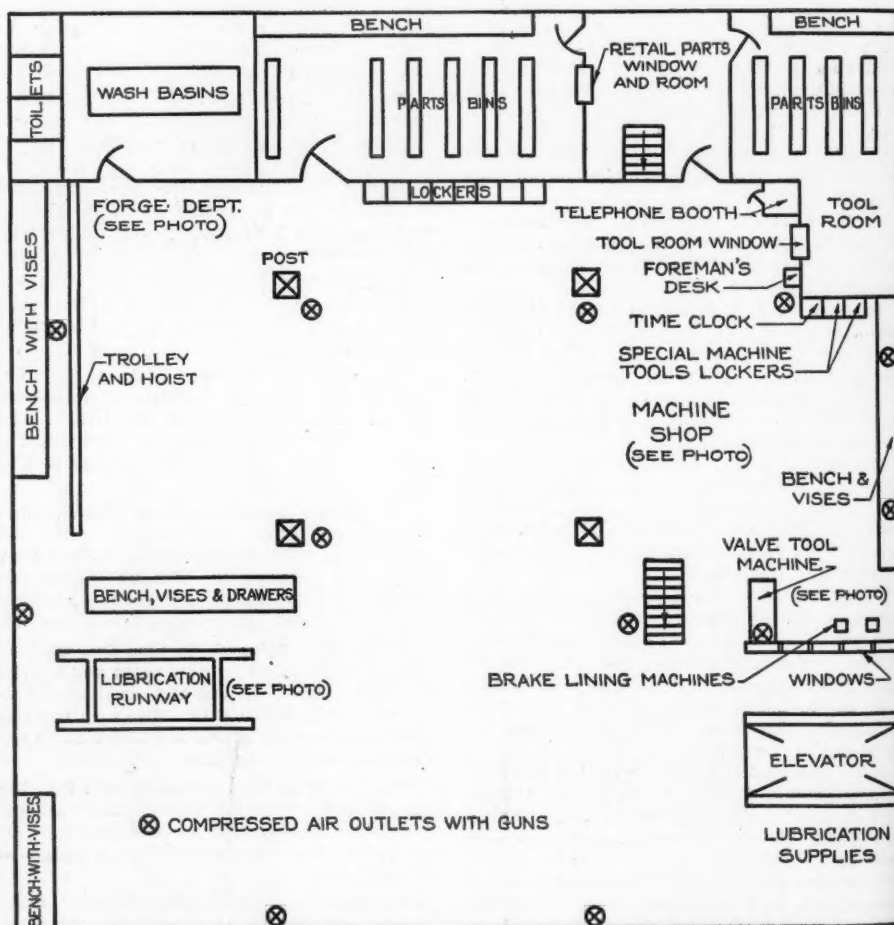 BENCH
BENCH
RETAIL PARTS
WINDOW
AND ROOM
TOILETS
WASH BASINS
PARTS BINS
PARTS BINS
LOCKERS
FORGE DEPT.
(SEE PHOTO)
TELEPHONE BOOTH
TOOL
ROOM
TOOL ROOM WINDOW
POST
FOREMAN'S
DESK
BENCH WITH VISES
TIME CLOCK
TROLLEY
AND HOIST
SPECIAL MACHINE
TOOLS LOCKERS
MACHINE
SHOP
(SEE PHOTO)
BENCH &
VISES
VALVE TOOL
MACHINE
(SEE PHOTO)
BENCH, VISES & DRAWERS
LUBRICATION
RUNWAY
(SEE PHOTO)
BRAKE LINING MACHINES
WINDOWS
ELEVATOR
BENCH-WITH-VISES
COMPRESSED AIR OUTLETS WITH GUNS
LUBRICATION
SUPPLIES